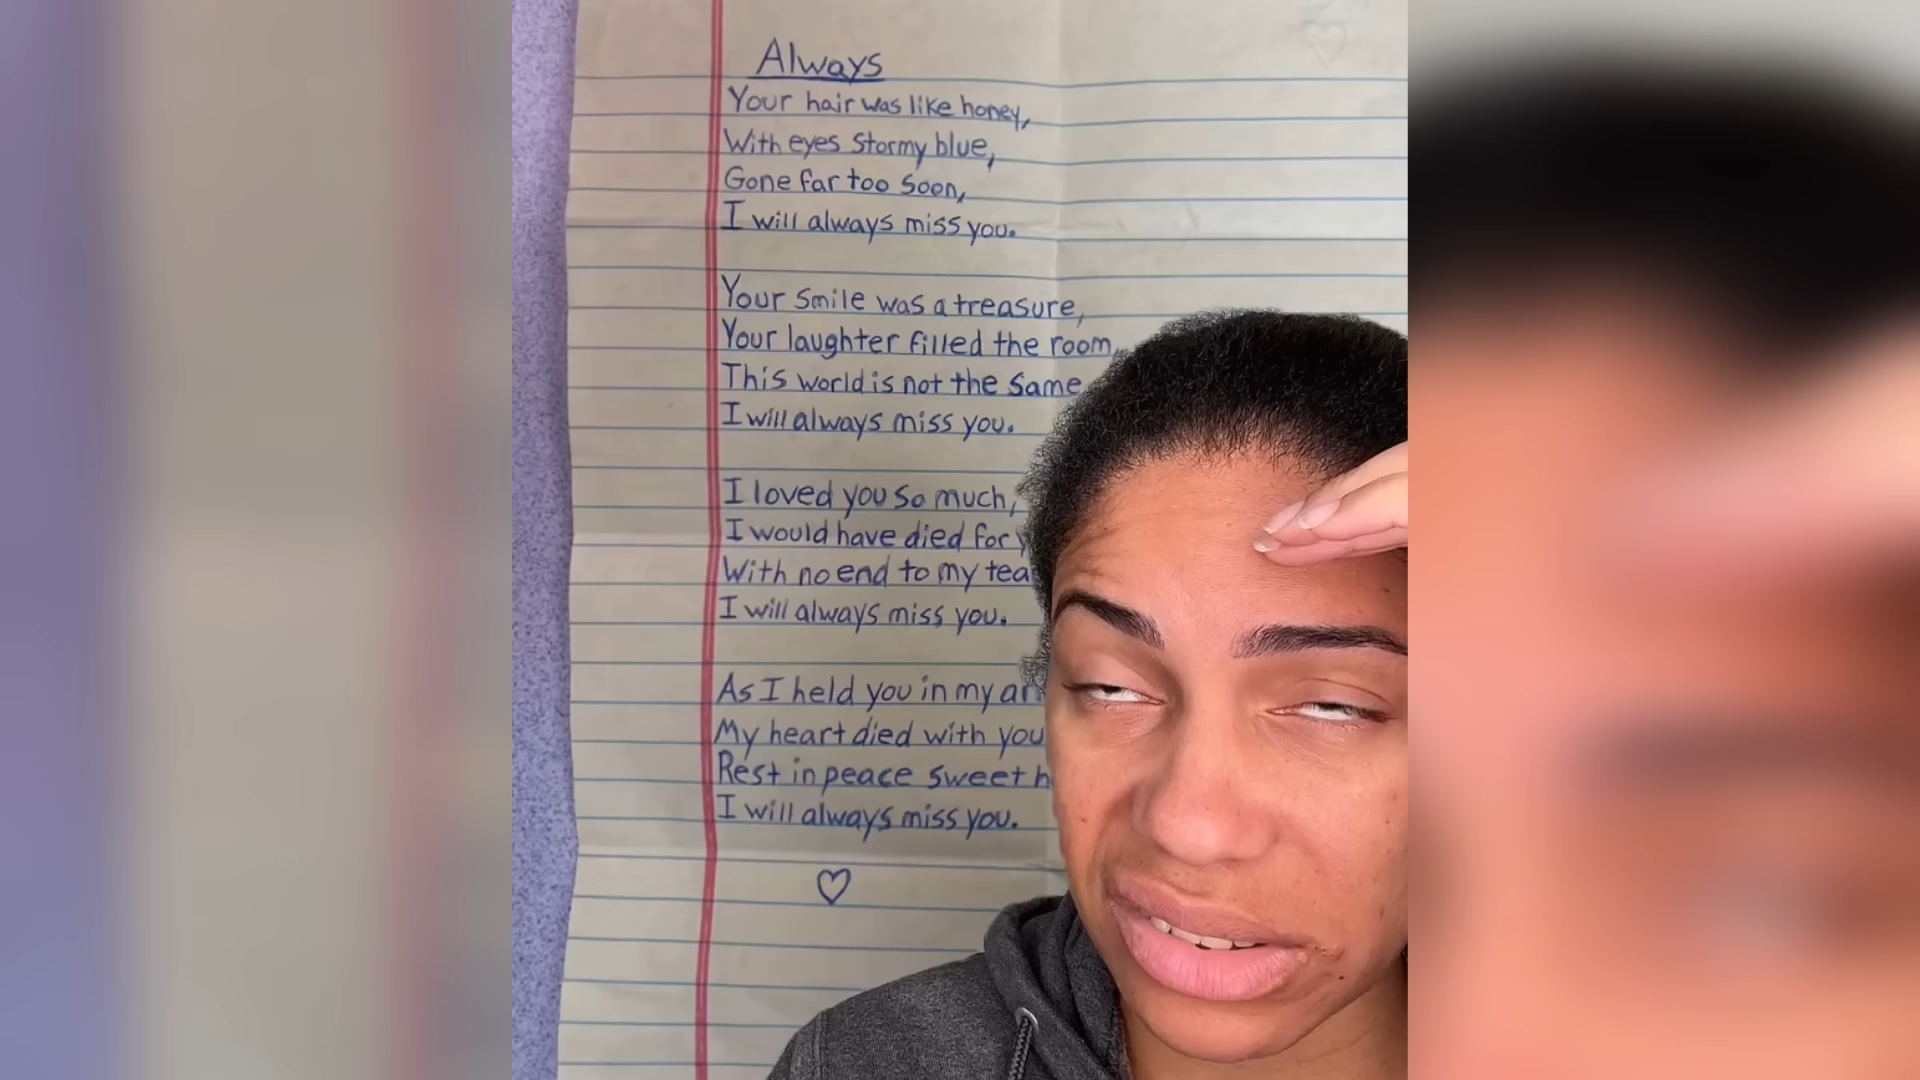 Always
Your hair was like honey,
With eyes stormy blue,
Gone far too soon,
I will always miss you.
Your smile was a treasure,
Your laughter filled the room,
This world is not the same
I will always miss you.
I loved you so much,
I would have died for
With no end to my
I will always miss you.
As I held you in my
My heart died with you
Rest in peace sweet
I will always miss you.